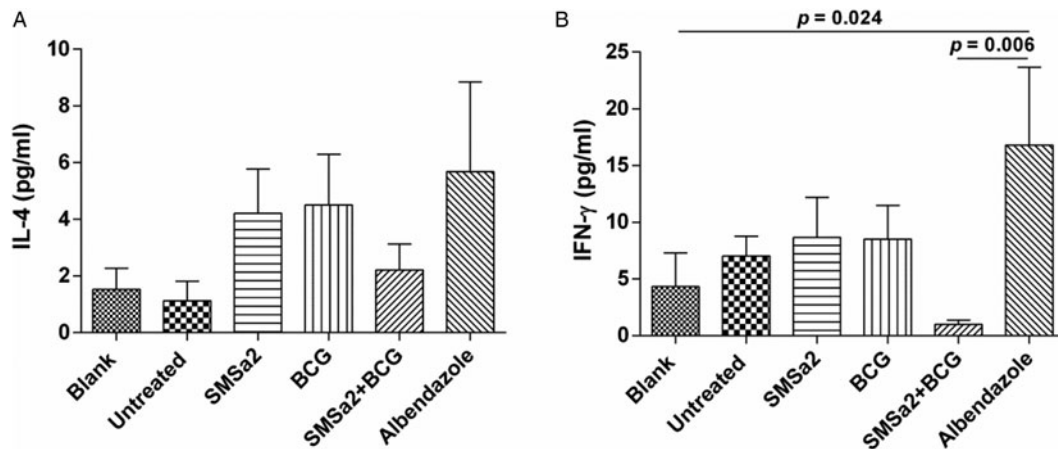 A
IL-4 (pg/ml)
10
8
6
4
2
0
Blank
Untreated
SMSa2
BCG
SMSa2+BCG
Albendazole
B
p = 0.024
p = 0.006
IFN-γ (pg/ml)
25
20
15
10
5
0
Blank
Untreated
SMSa2
BCG
SMSa2+BCG
Albendazole